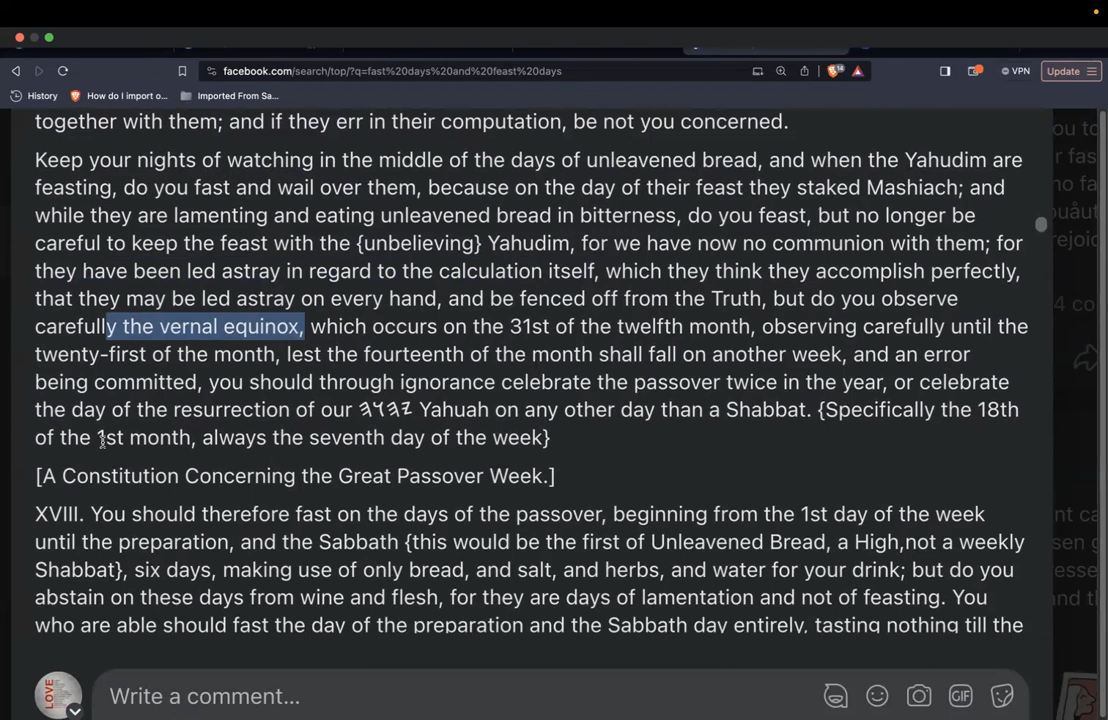 facebook.com/search/top/?q=fast%20days%20and%20feast%20days
14
VPN
Update
History
How do I import o...
Imported From Sa...
together with them; and if they err in their computation, be not you concerned.
Keep your nights of watching in the middle of the days of unleavened bread, and when the Yahudim are
feasting, do you fast and wail over them, because on the day of their feast they staked Mashiach; and
while they are lamenting and eating unleavened bread in bitterness, do you feast, but no longer be
careful to keep the feast with the {unbelieving} Yahudim, for we have now no communion with them; for
they have been led astray in regard to the calculation itself, which they think they accomplish perfectly,
that they may be led astray on every hand, and be fenced off from the Truth, but do you observe
carefully the vernal equinox, which occurs on the 31st of the twelfth month, observing carefully until the
twenty-first of the month, lest the fourteenth of the month shall fall on another week, and an error
being committed, you should through ignorance celebrate the passover twice in the year, or celebrate
the day of the resurrection of our 𐤉𐤄𐤅𐤄 Yahuah on any other day than a Shabbat. {Specifically the 18th
of the 1st month, always the seventh day of the week}
[A Constitution Concerning the Great Passover Week.]
XVIII. You should therefore fast on the days of the passover, beginning from the 1st day of the week
until the preparation, and the Sabbath {this would be the first of Unleavened Bread, a High,not a weekly
Shabbat}, six days, making use of only bread, and salt, and herbs, and water for your drink; but do you
abstain on these days from wine and flesh, for they are days of lamentation and not of feasting. You
who are able should fast the day of the preparation and the Sabbath day entirely, tasting nothing till the
LOVE
Write a comment...
GIF